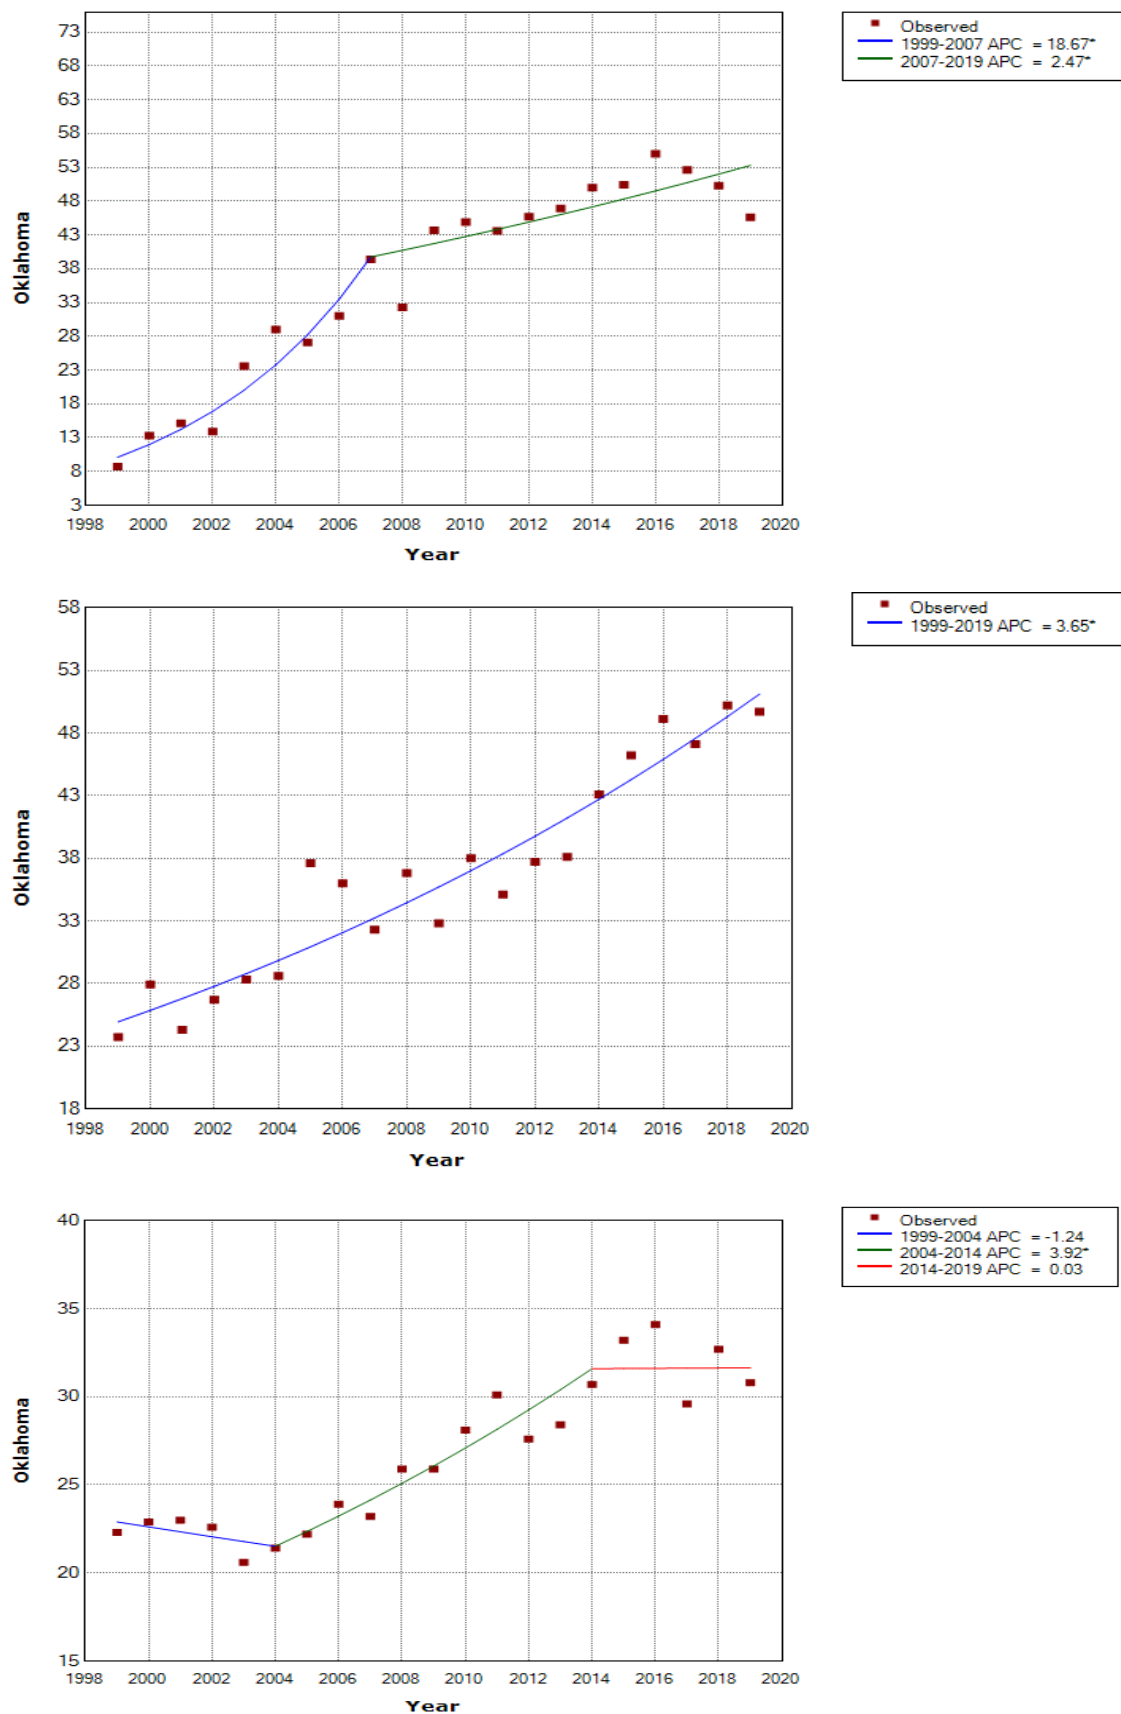 73
68
63
58
53
48
43
38
33
28
23
18
13
8
3
Oklahoma
1998 2000 2002 2004 2006 2008 2010 2012 2014 2016 2018 2020
Year
Observed
1999-2007 APC = 18.67*
2007-2019 APC = 2.47*
58
53
48
43
38
33
28
23
18
Oklahoma
1998 2000 2002 2004 2006 2008 2010 2012 2014 2016 2018 2020
Year
Observed
1999-2019 APC = 3.65*
40
35
30
25
20
15
Oklahoma
1998 2000 2002 2004 2006 2008 2010 2012 2014 2016 2018 2020
Year
Observed
1999-2004 APC = -1.24
2004-2014 APC = 3.92*
2014-2019 APC = 0.03